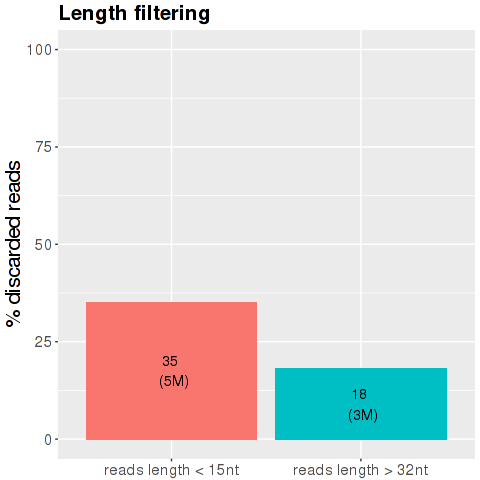 Length filtering
% discarded reads
100
75
50
25
0
35
(5M)
18
(3M)
reads length < 15nt
reads length > 32nt